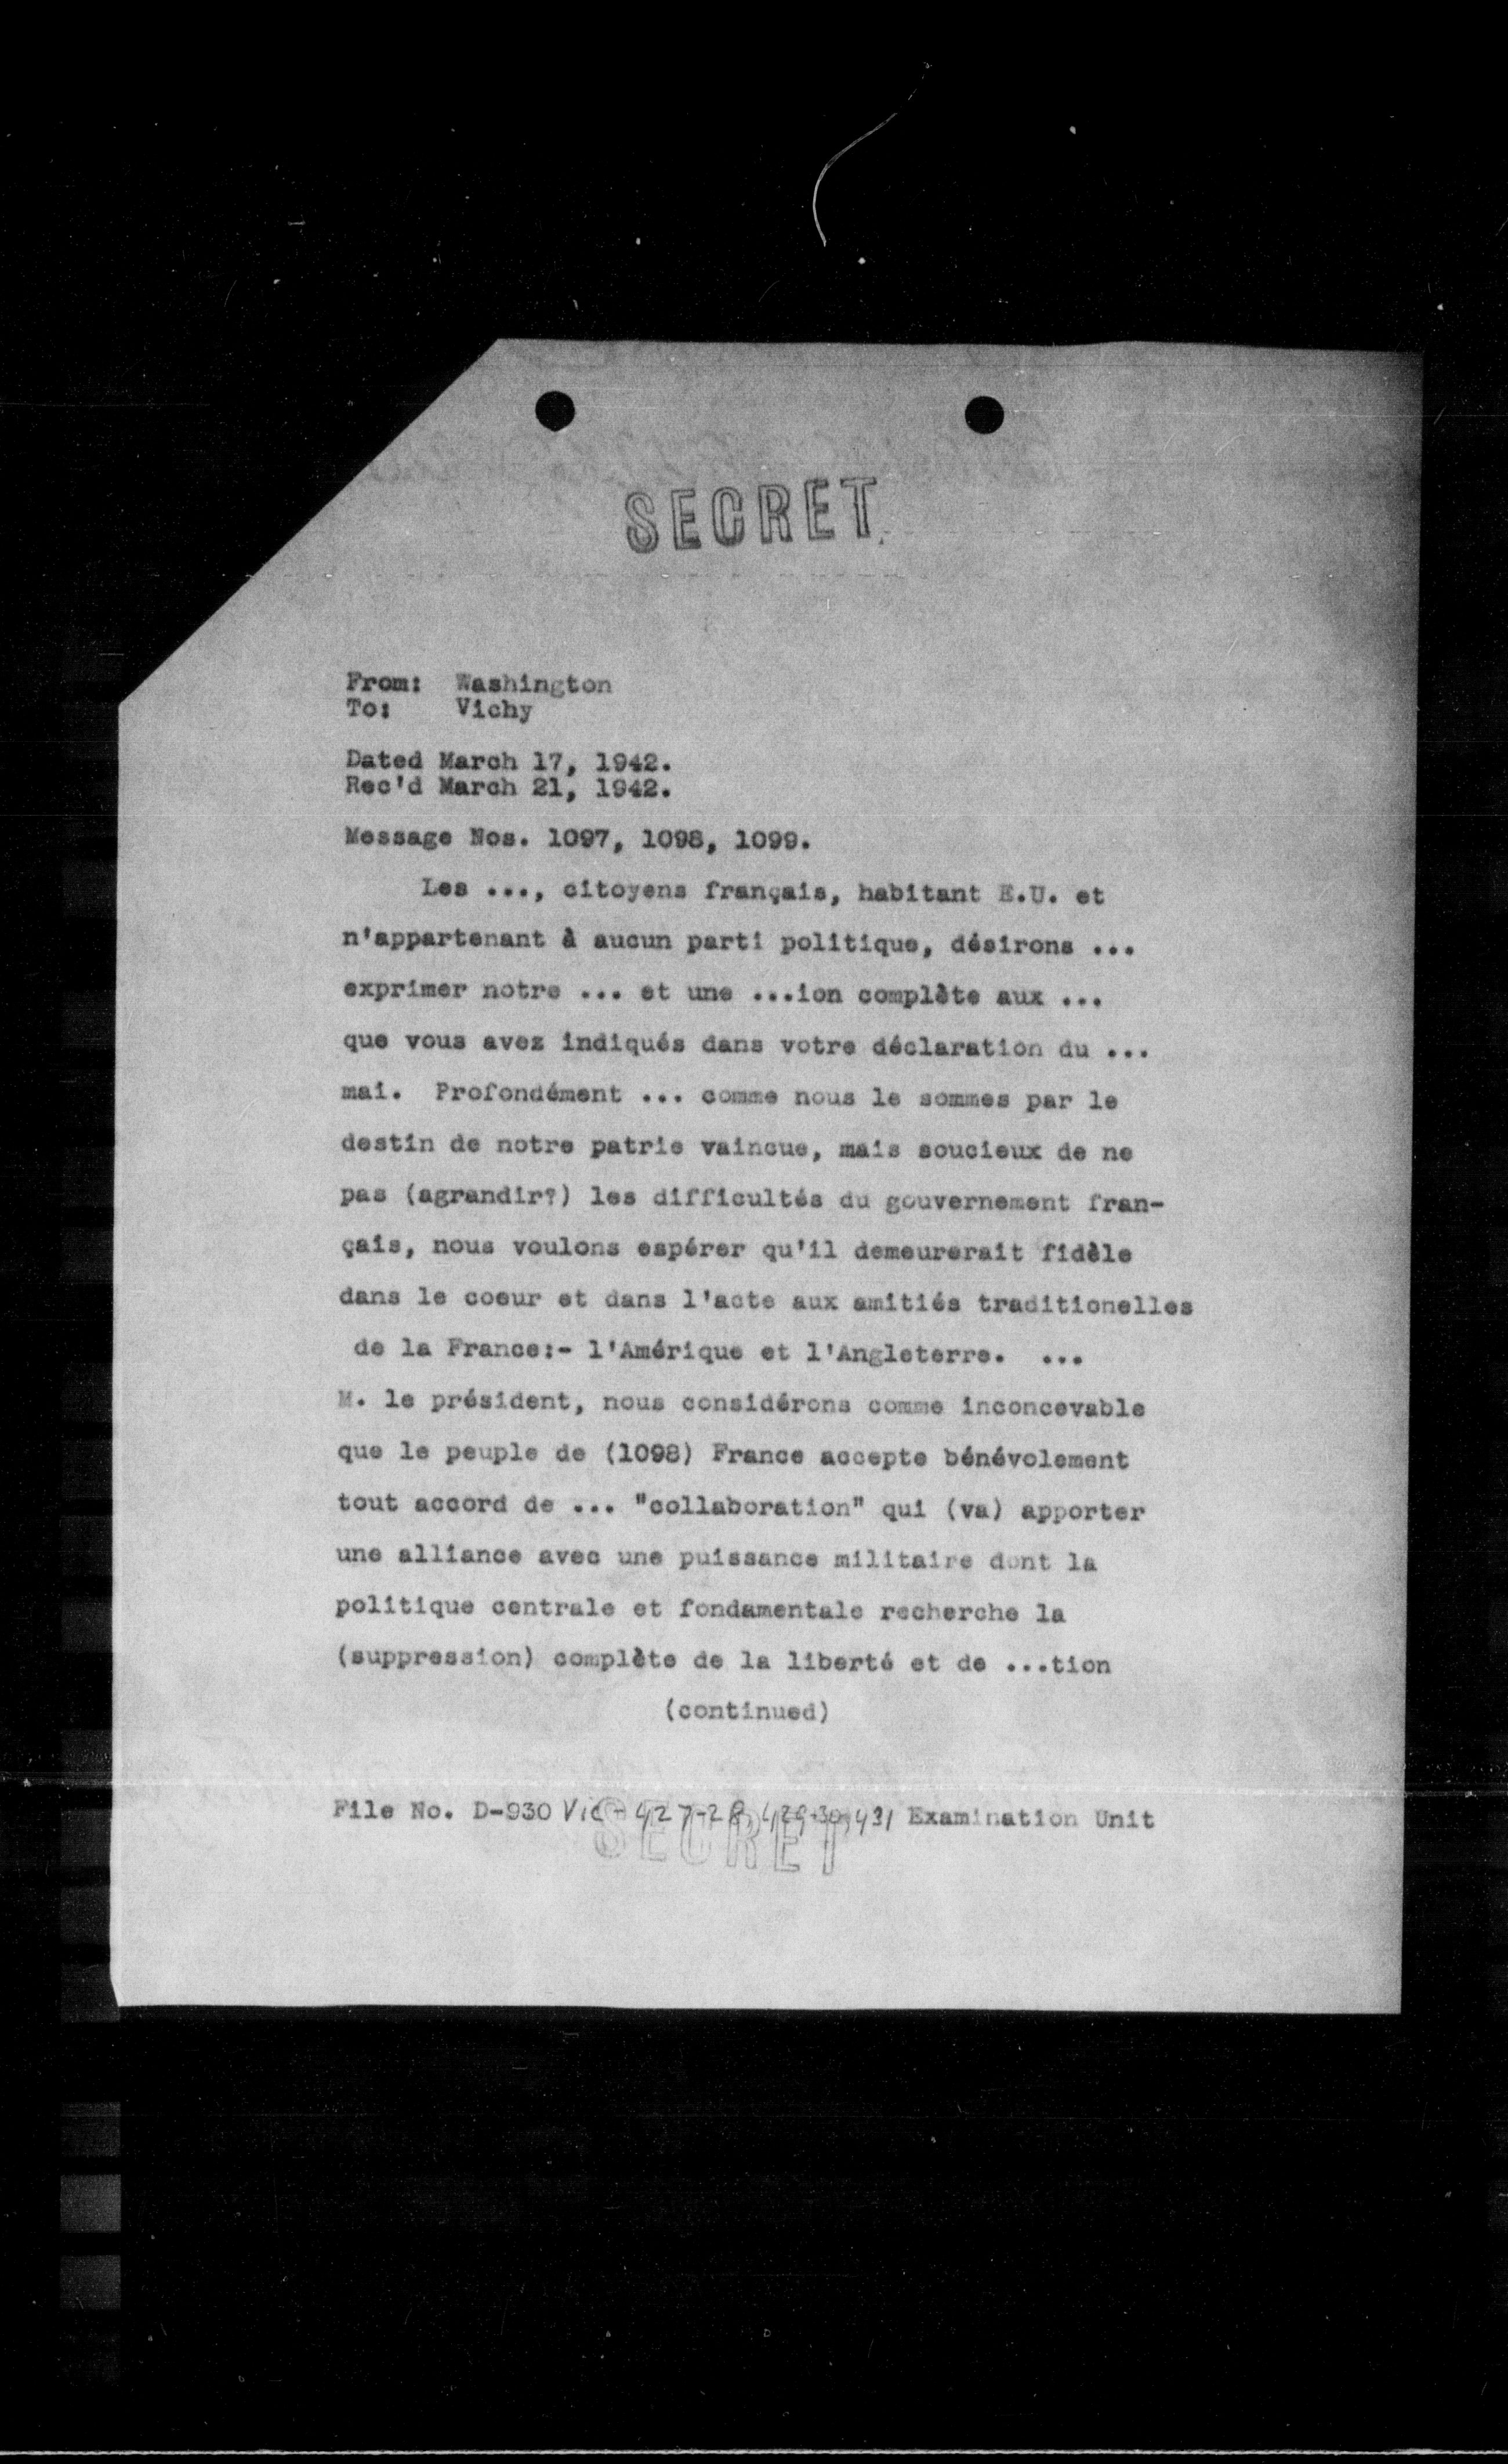 SECRET
From: Washington
To: Vichy
Dated March 17, 1942.
Rec'd March 21, 1942.
Message Nos. 1097, 1098, 1099.
Les ..., citoyens français, habitant E.U. et
n'appartenant à aucun parti politique, désirons ...
exprimer notre ... et une ...ion complète aux ...
que vous avez indiqués dans votre déclaration du ...
mai. Profondément ... comme nous le sommes par le
destin de notre patrie vaincue, mais soucieux de ne
pas (agrandir?) les difficultés du gouvernement fran-
çais, nous voulons espérer qu'il demeurerait fidèle
dans le coeur et dans l'acte aux amitiés traditionelles
de la France:- l'Amérique et l'Angleterre. ...
M. le président, nous considérons comme inconcevable
que le peuple de (1098) France accepte bénévolement
tout accord de ... "collaboration" qui (va) apporter
une alliance avec une puissance militaire dont la
politique centrale et fondamentale recherche la
(suppression) complète de la liberté et de ...tion
(continued)
File No. D-930 Vic-427-28,429-30,431 Examination Unit
SECRET